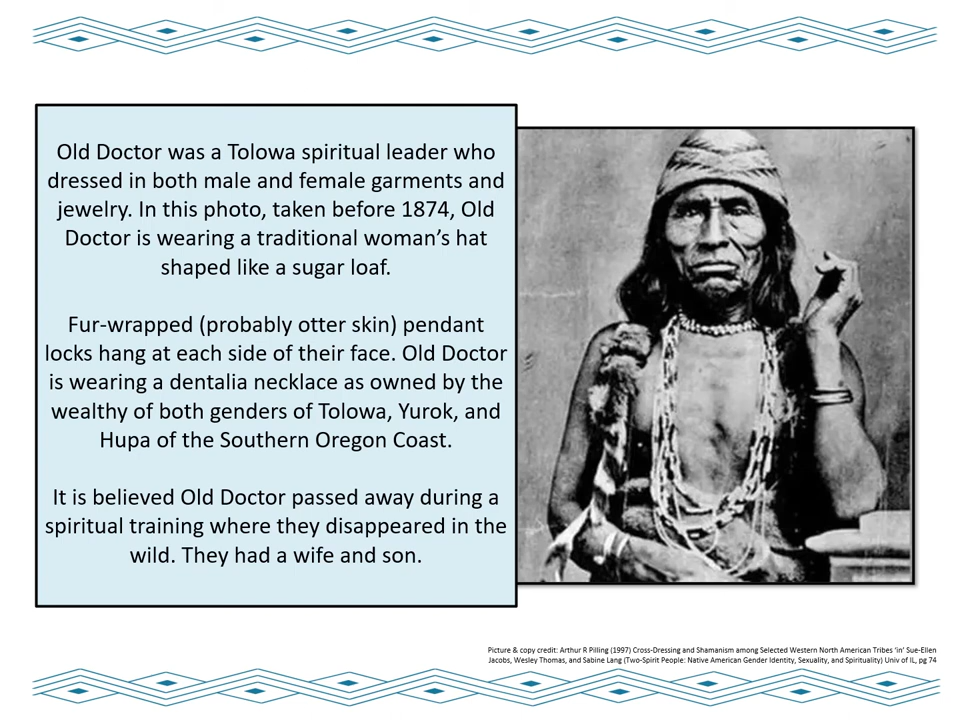 Old Doctor was a Tolowa spiritual leader who
dressed in both male and female garments and
jewelry. In this photo, taken before 1874, Old
Doctor is wearing a traditional woman’s hat
shaped like a sugar loaf.
Fur-wrapped (probably otter skin) pendant
locks hang at each side of their face. Old Doctor
is wearing a dentalia necklace as owned by the
wealthy of both genders of Tolowa, Yurok, and
Hupa of the Southern Oregon Coast.
It is believed Old Doctor passed away during a
spiritual training where they disappeared in the
wild. They had a wife and son.
Picture & copy credit: Arthur R Pilling (1997) Cross-Dressing and Shamanism among Selected Western North American Tribes ‘in’ Sue-Ellen
Jacobs, Wesley Thomas, and Sabine Lang (Two-Spirit People: Native American Gender Identity, Sexuality, and Spirituality) Univ of IL, pg 74